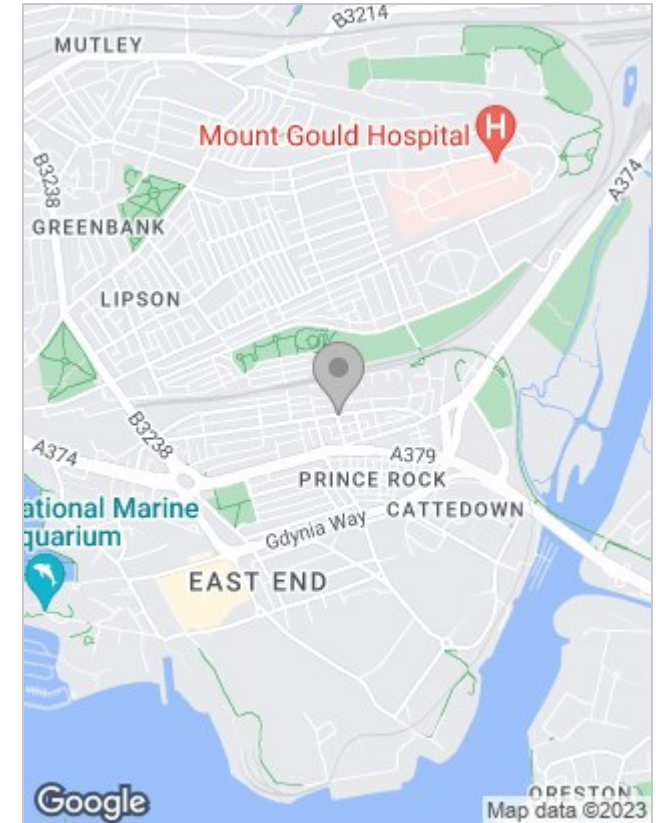 B3214
MUTLEY
Mount Gould Hospital
H
B3238
A374
GREENBANK
LIPSON
B3238
A374
A379
PRINCE ROCK
ational Marine
quarium
CATTEDOWN
Gdynia Way
EAST END
ORESTON
Google
Map data ©2023